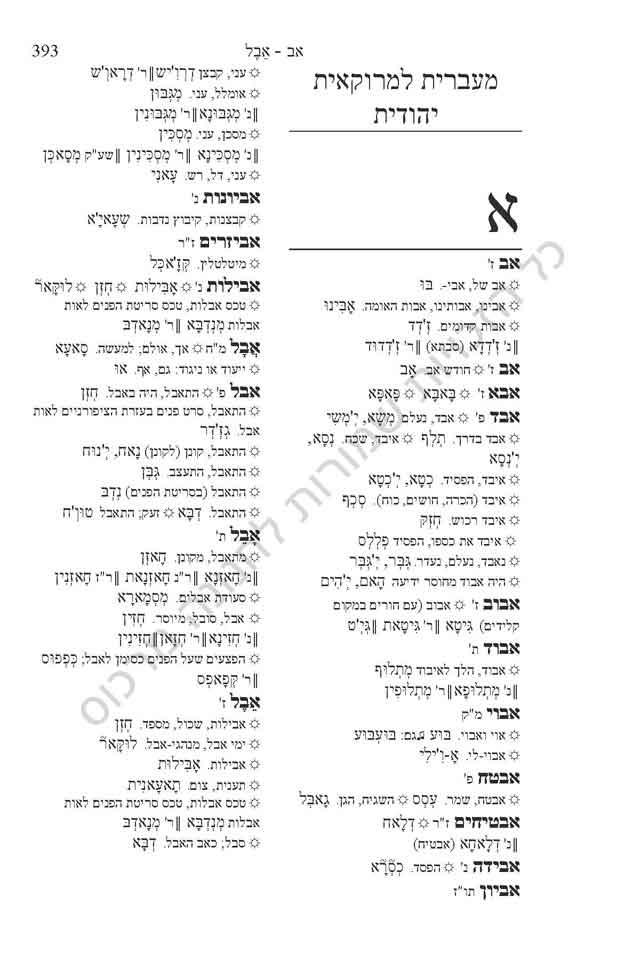 393
אב - אֵבֶל
מעברית למרוקאית
יהודית
א
אב ז'
☼ אב של, אבי-. בּוּ
☼ אבינו, אבותינו, אבות האומה. אָבִּינוּ
☼ אבות קדומים. זְ'דְד
‖נ' זְ'דְדָא (סבתא) ‖ר' זְ'דְדוּד
אב ז' ☼ חודש אב. אָב
אבא ז' ☼ בָּאבָּא ☼ פָּאפָּא
אבד פ' ☼ אבד, נעלם מְשָׁא, יְ'מְשִׁי
☼ אבד בדרך. תְלְף ☼ איבד, שכח. נְסָא,
יְ'נְסָא
☼ איבד, הפסיד. כְטָא, יְ'כְטָא
☼ איבד (הכרה, חושים, כוח). סְכְף
☼ איבד רכוש. חְזְק
☼ איבד את כספו, הפסיד פְלְלְס
☼ נאבד, נעלם, נעדר. גְבְּר, יְ'גְבְּר
☼ היה אבוד מחוסר ידיעה הָאם, יְ'הִים
אבוב ז' ☼ אבוב (עם חורים במקום
קלידים) גִיטָא ‖ר' גִיטָאת ‖גְיְ'ט
אבוד ת'
☼ אבוד, הלך לאיבוד מְתְלוּף
‖נ' מְתְלוּפָא‖ר' מְתְלוּפִין
אבוי מ"ק
☼ אוי ואבוי. בּוּע גם: בּוּעְבּוּע
☼ אבוי-לי. אָ-וִ'ילִי
אבטח פ'
☼ אבטח, שמר. עְסְס ☼ השגיח, הגן. גָאבְּל
אבטיחים ז"ר ☼ דְלָאח
‖נ' דְלָאחָא (אבטיח)
אבידה נ' ☼ הפסד. כְסְרָא
אביון תו"ז
☼ עני, קבצן דְרְוִ'יש‖ר' דְרָאוְ'ש
☼ אומלל, עני. מְגְבּוּן
‖נ' מְגְבּוּנָא‖ר' מְגְבּוּנִין
☼ מסכן, עני. מְסְכִּין
‖נ' מְסְכִּינָא ‖ר' מְסְכִּינִין ‖שע"ק מְסָאכְּן
☼ עני, דל, רש. עָאנִי
אביונות נ'
☼ קבצנות, קיבוץ נדבות. שְעָאיָ'א
אביזרים ז"ר
☼ מיטלטלין. קְזָ'אכְּל
אבילות נ' ☼ אָבִּילוּת ☼ חְזְן ☼ לוּקָאר
☼ טכס אבלות, טכס סריטת הפנים לאות
אבלות מְנְדְבָּא ‖ר' מְנָאדְבּ
אֲבָל מ"ח ☼ אך, אולם; למעשה. סָאעָא
☼ ייעוד או ניגוד: גם, אף. אוּ
אבל פ' ☼ התאבל, היה באבל. חְזְן
☼ התאבל, סרט פנים בעזרת הציפורניים לאות
אבל. גְזְ'דְר
☼ התאבל, קונן (לקונן) נָאח, יְ'נוּח
☼ התאבל, התעצב. גְבְּן
☼ התאבל (בסריטת הפנים) נְדְבּ
☼ התאבל. דְבָּא ☼ זעק; התאבל טוּוְ'ח
אָבֵל ת'
☼ מתאבל, מקונן. חָאזְן
‖נ' חָאזְנָא ‖ר"נ חָאזְנָאת ‖ר"ז חָאזְנִין
☼ סעודת אבלים. מְסְמָארָא
☼ אבל, סובל, מיוסר. חְזִין
‖נ' חְזִינָא‖ר' חְזָאן‖חְזִינִין
☼ הפצעים שעל הפנים כסימון לאבל; כְפְפוּס
‖ר' קְפָאפְס
אֵבֶל ז'
☼ אבילות, שכול, מספד. חְזְן
☼ ימי אבל, מנהגי-אבל. לוּקָאר
☼ אבילות. אָבִּילוּת
☼ תענית, צום. תָאעָאנִית
☼ טכס אבלות, טכס סריטת הפנים לאות
אבלות מְנְדְבָּא ‖ר' מְנָאדְבּ
☼ סבל; כאב האבל. דְבָּא